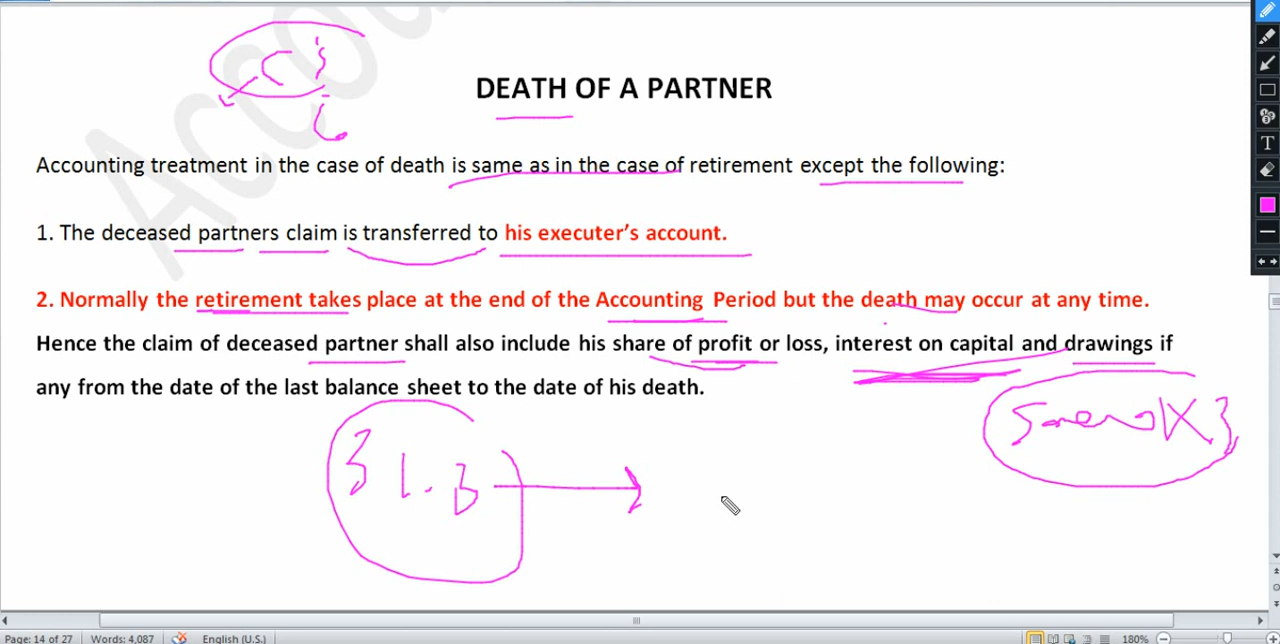 DEATH OF A PARTNER
Accounting treatment in the case of death is same as in the case of retirement except the following:
1. The deceased partners claim is transferred to his executer's account.
2. Normally the retirement takes place at the end of the Accounting Period but the death may occur at any time.
Hence the claim of deceased partner shall also include his share of profit or loss, interest on capital and drawings if
any from the date of the last balance sheet to the date of his death.
31.3
Page: 14 of 27 Words: 4,087 English (U.S.) 180%